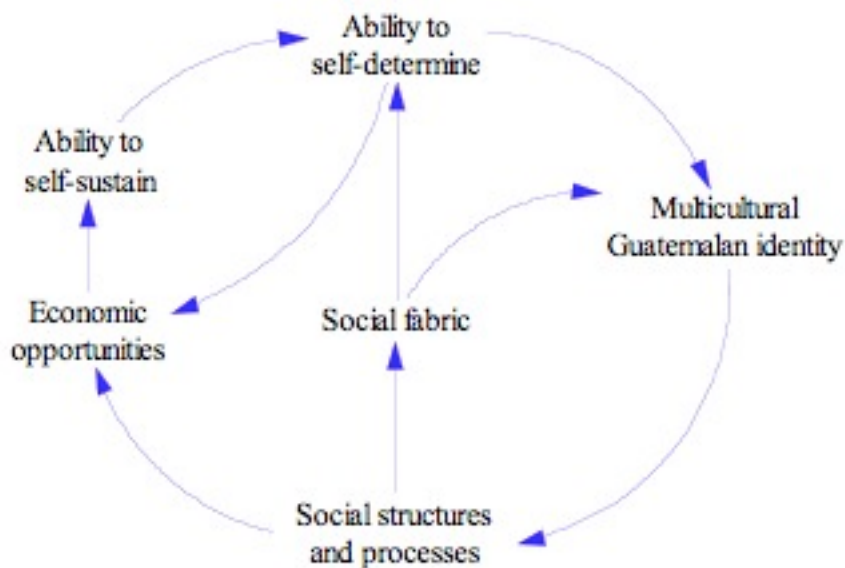 Ability to
self-determine
Ability to
self-sustain
Multicultural
Guatemalan identity
Economic
opportunities
Social fabric
Social structures
and processes